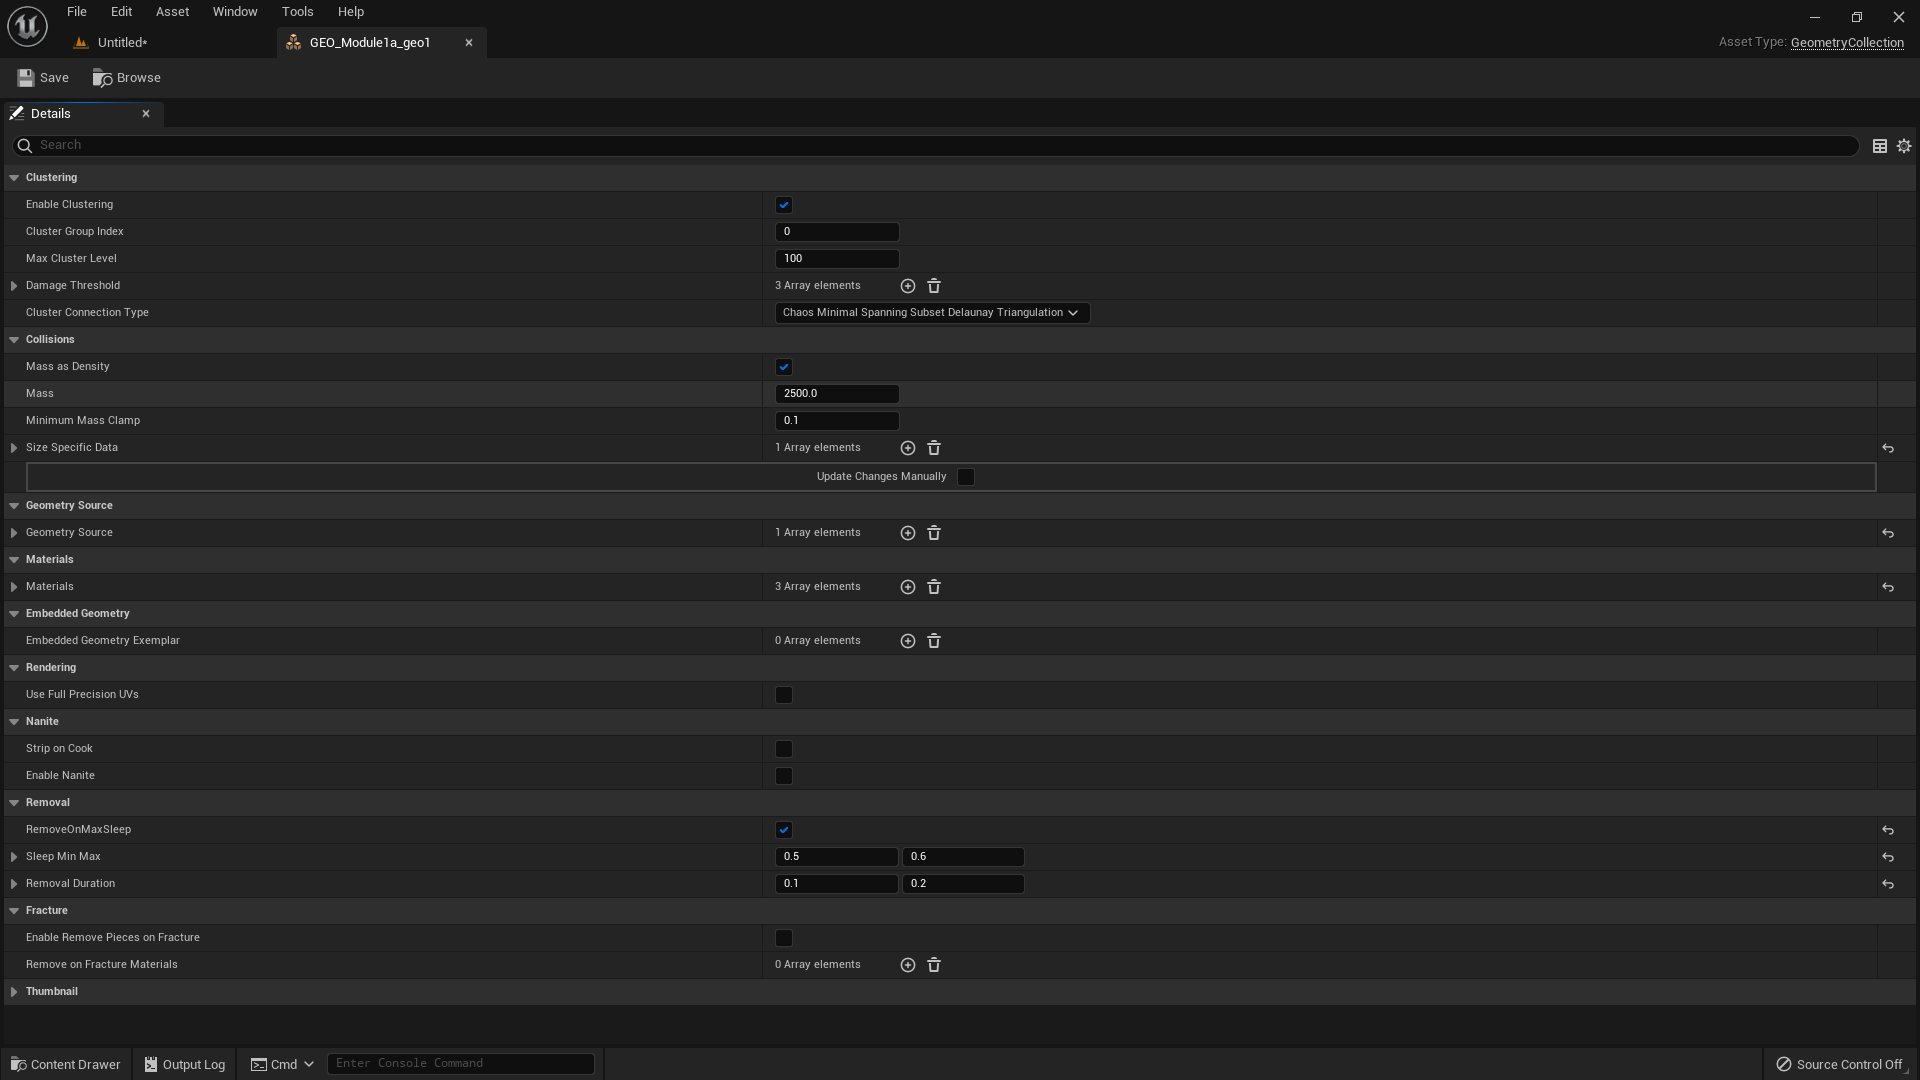 File Edit Asset Window Tools Help
Untitled*
GEO_Module1a_geo1
Asset Type: GeometryCollection
Save
Browse
Details
Search
Clustering
Enable Clustering
Cluster Group Index 0
Max Cluster Level 100
Damage Threshold 3 Array elements
Cluster Connection Type Chaos Minimal Spanning Subset Delaunay Triangulation
Collisions
Mass as Density
Mass 2500.0
Minimum Mass Clamp 0.1
Size Specific Data 1 Array elements
Update Changes Manually
Geometry Source
Geometry Source 1 Array elements
Materials
Materials 3 Array elements
Embedded Geometry
Embedded Geometry Exemplar 0 Array elements
Rendering
Use Full Precision UVs
Nanite
Strip on Cook
Enable Nanite
Removal
RemoveOnMaxSleep
Sleep Min Max 0.5 0.6
Removal Duration 0.1 0.2
Fracture
Enable Remove Pieces on Fracture
Remove on Fracture Materials 0 Array elements
Thumbnail
Content Drawer Output Log Cmd Enter Console Command Source Control Off